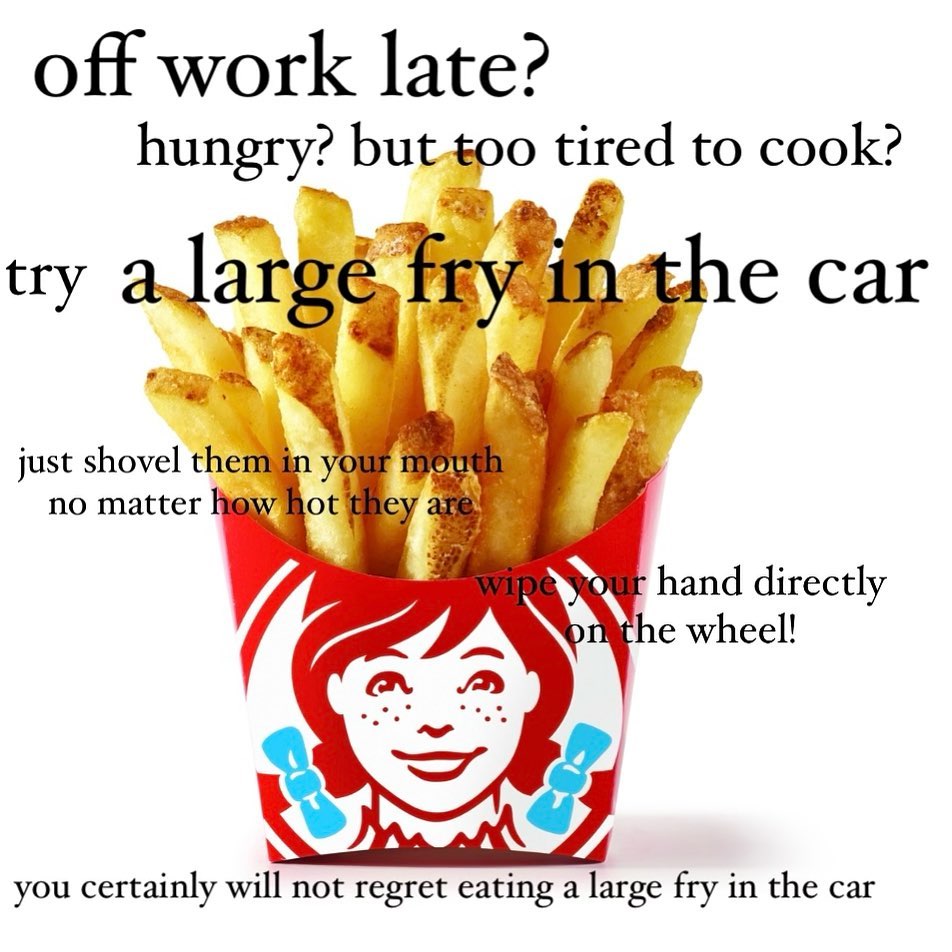 off work late?
hungry? but too tired to cook?
try a large fry in the car
just shovel them in your mouth
no matter how hot they are
wipe your hand directly
on the wheel!
you certainly will not regret eating a large fry in the car